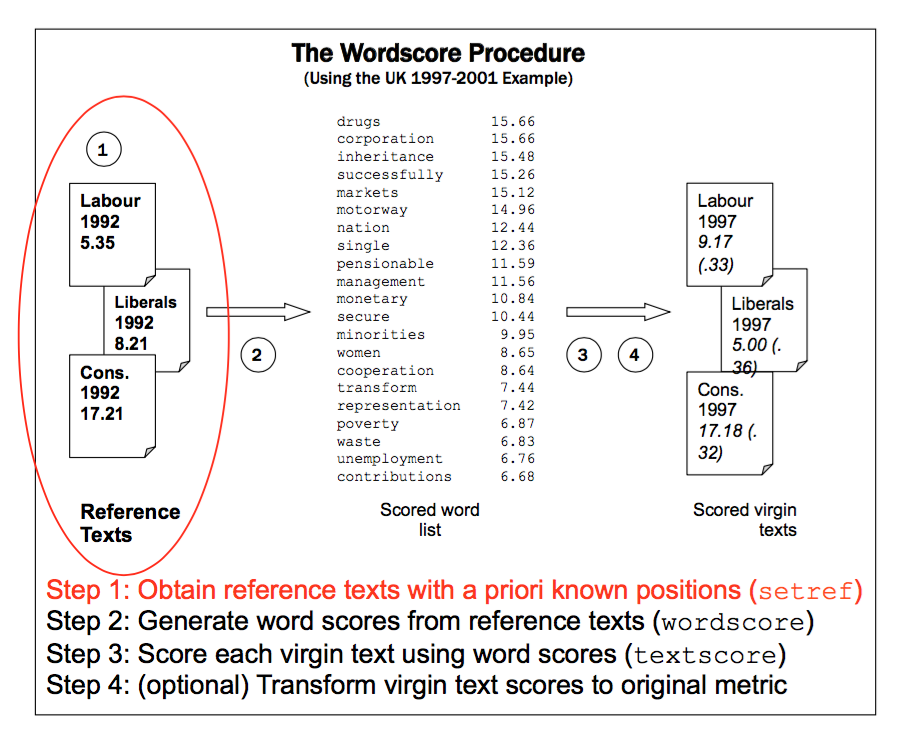 The Wordscore Procedure
(Using the UK 1997-2001 Example)
1
Labour
1992
5.35
Liberals
1992
8.21
Cons.
1992
17.21
Reference
Texts
2
drugs 15.66
corporation 15.66
inheritance 15.48
successfully 15.26
markets 15.12
motorway 14.96
nation 12.44
single 12.36
pensionable 11.59
management 11.56
monetary 10.84
secure 10.44
minorities 9.95
women 8.65
cooperation 8.64
transform 7.44
representation 7.42
poverty 6.87
waste 6.83
unemployment 6.76
contributions 6.68
Scored word
list
3 4
Labour
1997
9.17
(.33)
Liberals
1997
5.00 (.
36)
Cons.
1997
17.18 (.
32)
Scored virgin
texts
Step 1: Obtain reference texts with a priori known positions (setref)
Step 2: Generate word scores from reference texts (wordscore)
Step 3: Score each virgin text using word scores (textscore)
Step 4: (optional) Transform virgin text scores to original metric